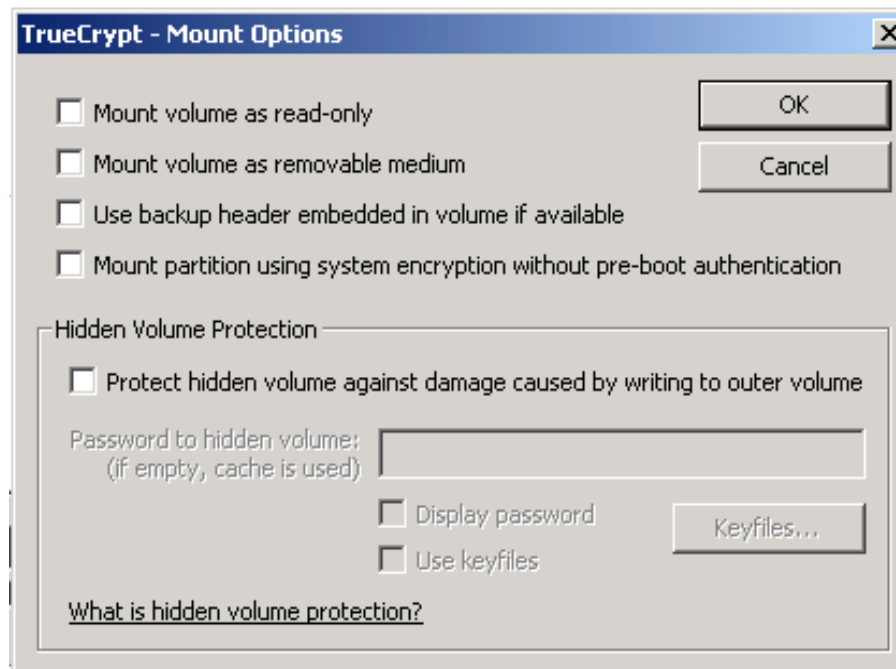 TrueCrypt - Mount Options
Mount volume as read-only
OK
Mount volume as removable medium
Cancel
Use backup header embedded in volume if available
Mount partition using system encryption without pre-boot authentication
Hidden Volume Protection
Protect hidden volume against damage caused by writing to outer volume
Password to hidden volume:
(if empty, cache is used)
Display password
Keyfiles...
Use keyfiles
What is hidden volume protection?